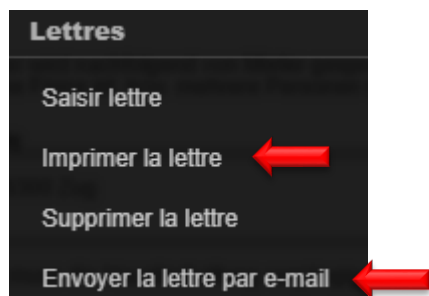 Lettres
Saisir lettre
Imprimer la lettre
Supprimer la lettre
Envoyer la lettre par e-mail